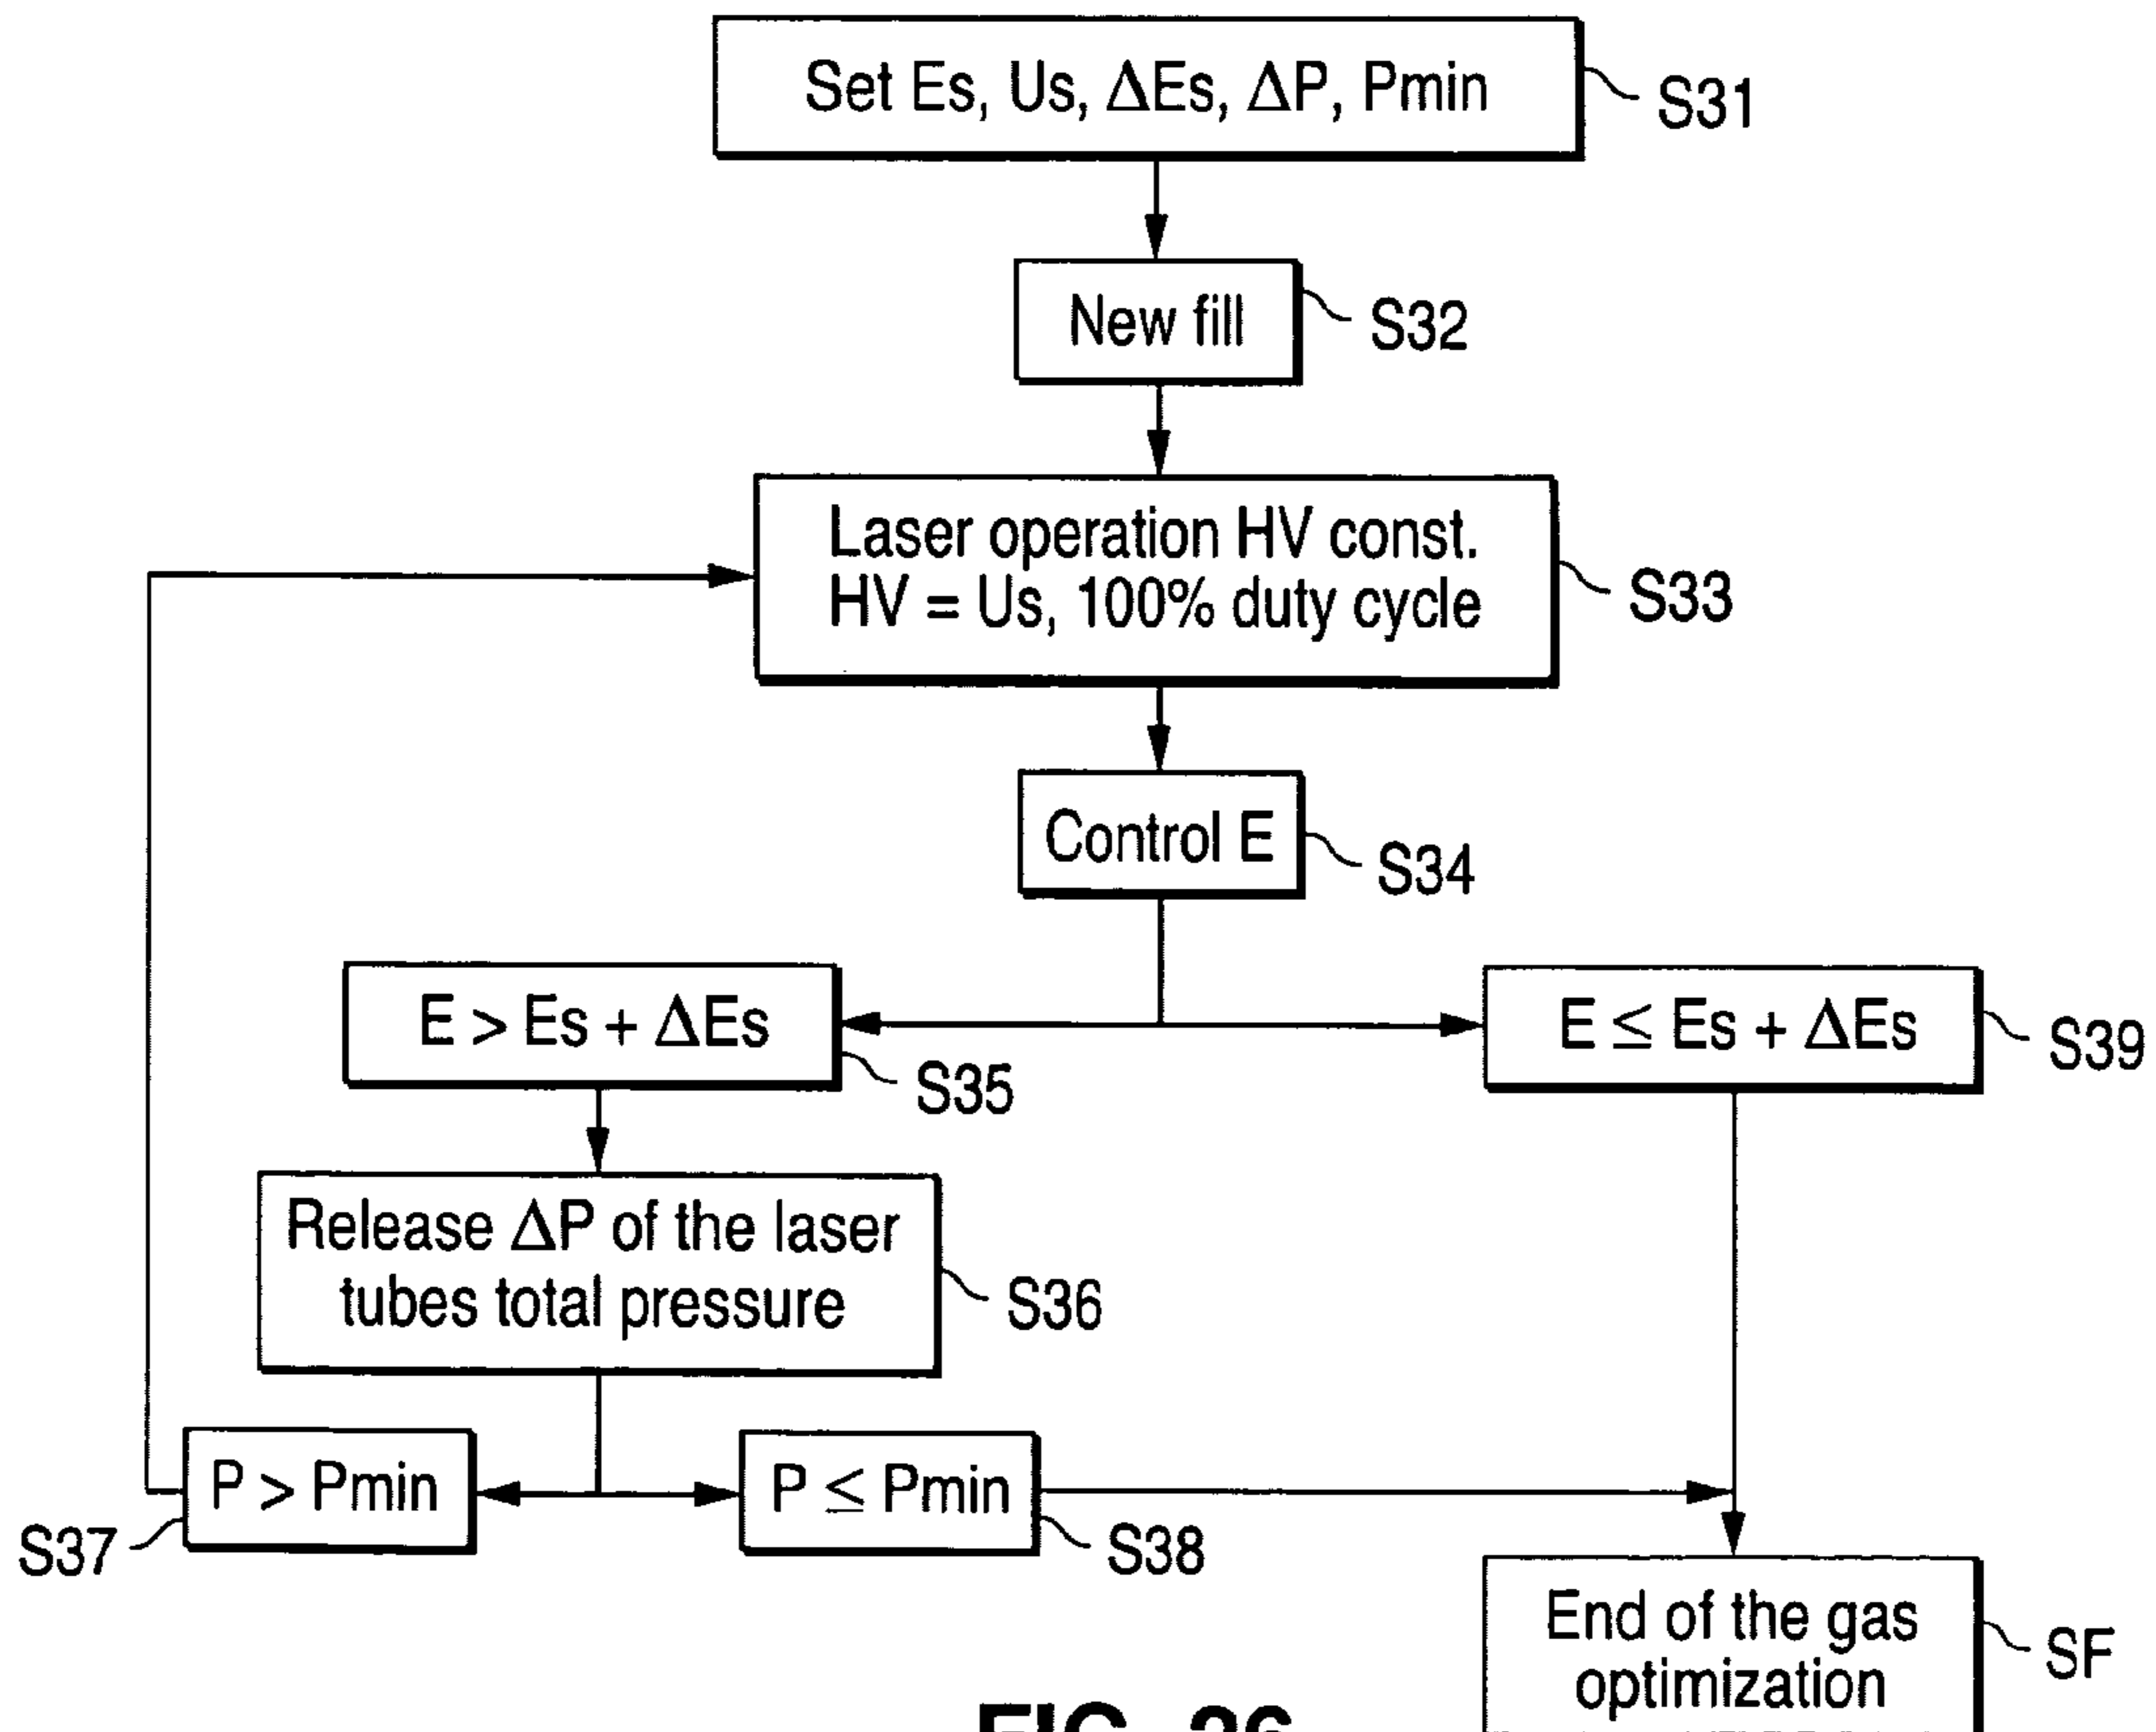 Set Es, Us, ΔEs, ΔP, Pmin
S31
New fill
S32
Laser operation HV const.
HV = Us, 100% duty cycle
S33
Control E
S34
E > Es + ΔEs
S35
E ≤ Es + ΔEs
S39
Release ΔP of the laser
tubes total pressure
S36
P > Pmin
S37
P ≤ Pmin
S38
End of the gas
optimization
SF